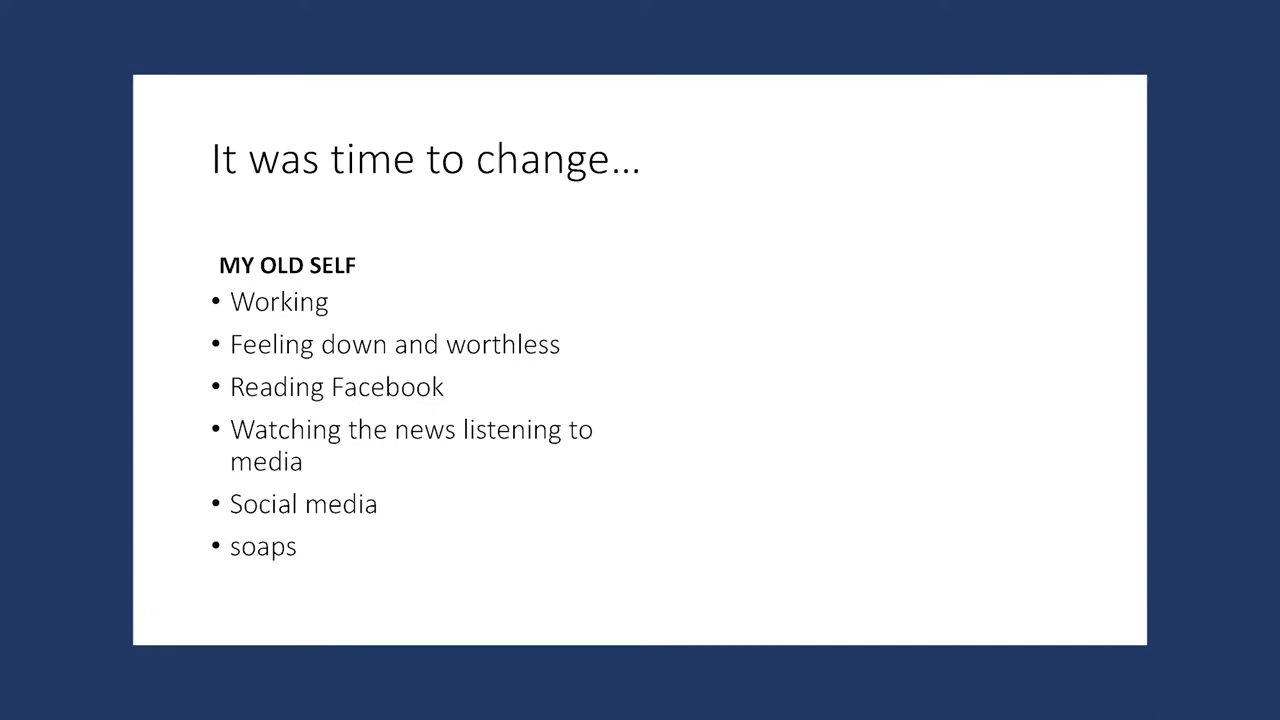 It was time to change...
MY OLD SELF
• Working
• Feeling down and worthless
• Reading Facebook
• Watching the news listening to
media
• Social media
• soaps